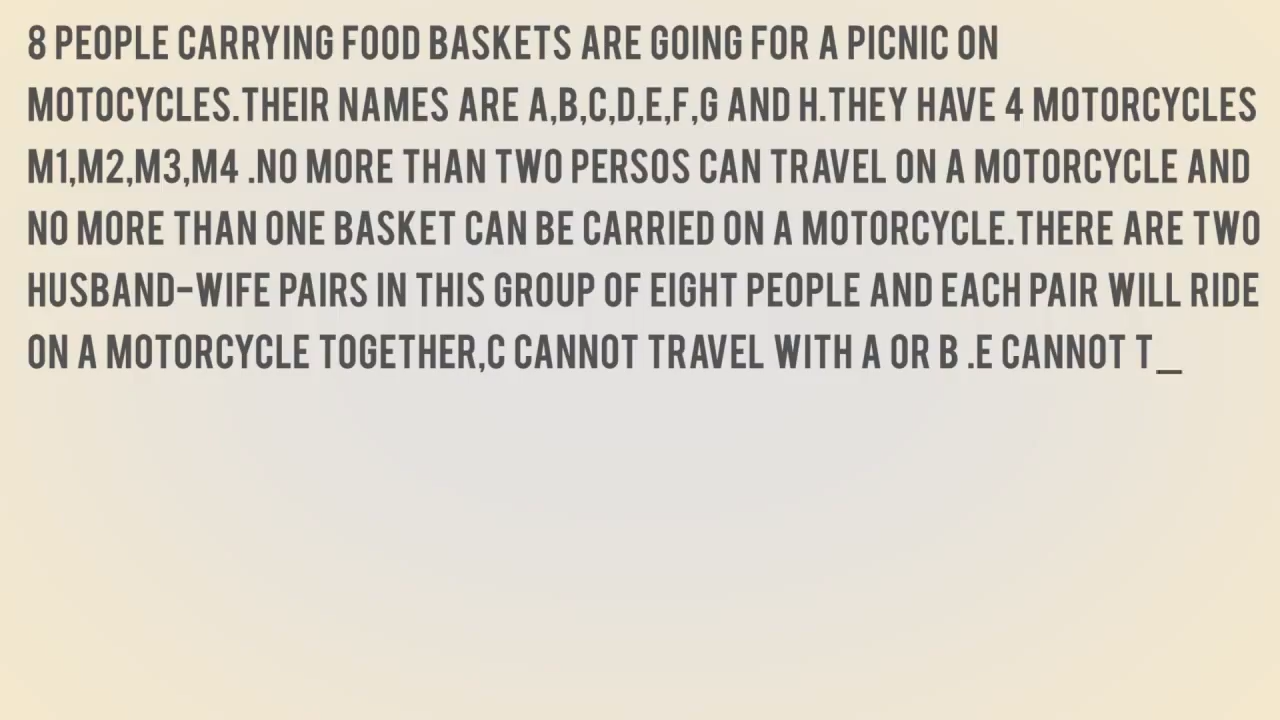 8 PEOPLE CARRYING FOOD BASKETS ARE GOING FOR A PICNIC ON
MOTOCYCLES.THEIR NAMES ARE A,B,C,D,E,F,G AND H.THEY HAVE 4 MOTORCYCLES
M1,M2,M3,M4 .NO MORE THAN TWO PERSOS CAN TRAVEL ON A MOTORCYCLE AND
NO MORE THAN ONE BASKET CAN BE CARRIED ON A MOTORCYCLE.THERE ARE TWO
HUSBAND-WIFE PAIRS IN THIS GROUP OF EIGHT PEOPLE AND EACH PAIR WILL RIDE
ON A MOTORCYCLE TOGETHER,C CANNOT TRAVEL WITH A OR B .E CANNOT T_